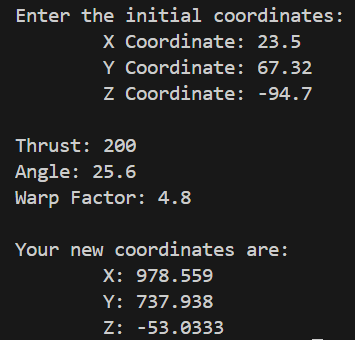 Enter the initial coordinates:
X Coordinate: 23.5
Y Coordinate: 67.32
Z Coordinate: -94.7
Thrust: 200
Angle: 25.6
Warp Factor: 4.8
Your new coordinates are:
X: 978.559
Y: 737.938
Z: -53.0333